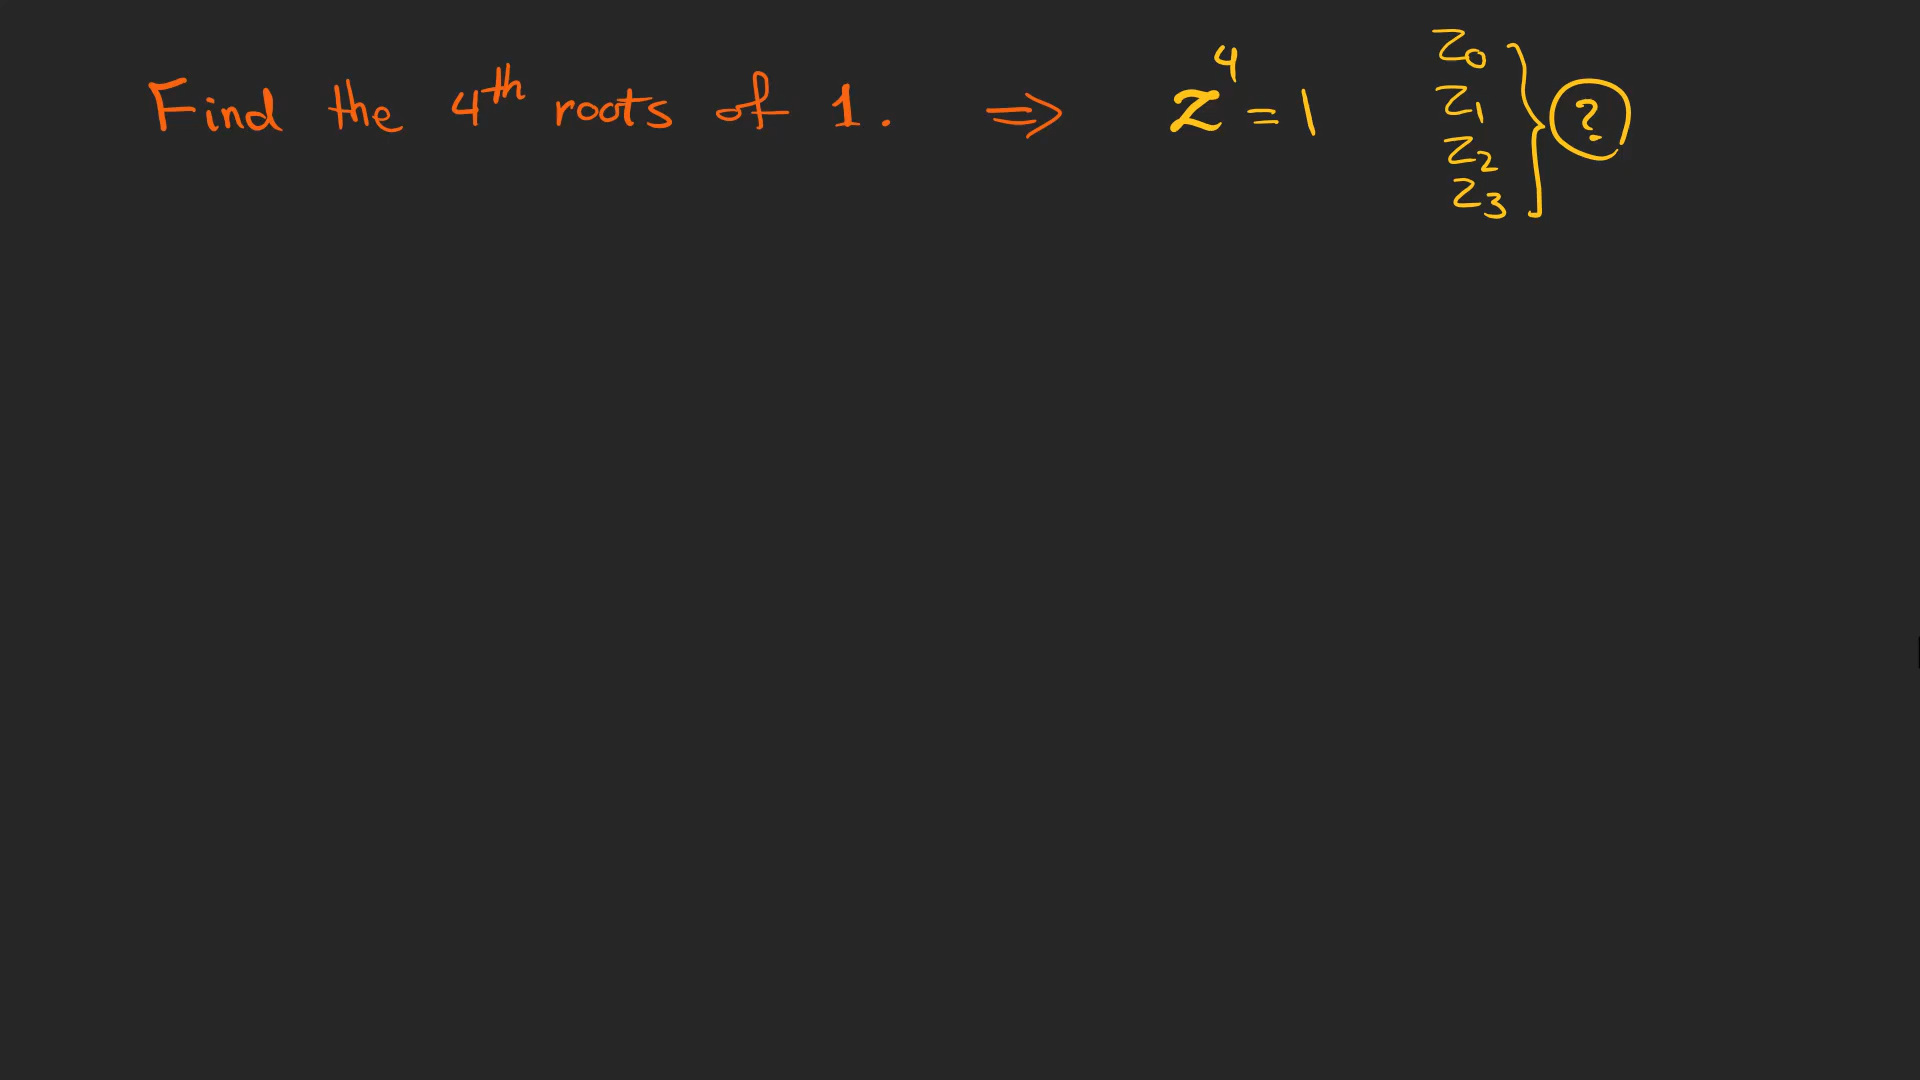 Find the 4th roots of 1. ⇒ z⁴ = 1
z₀
z₁
z₂
z₃
?